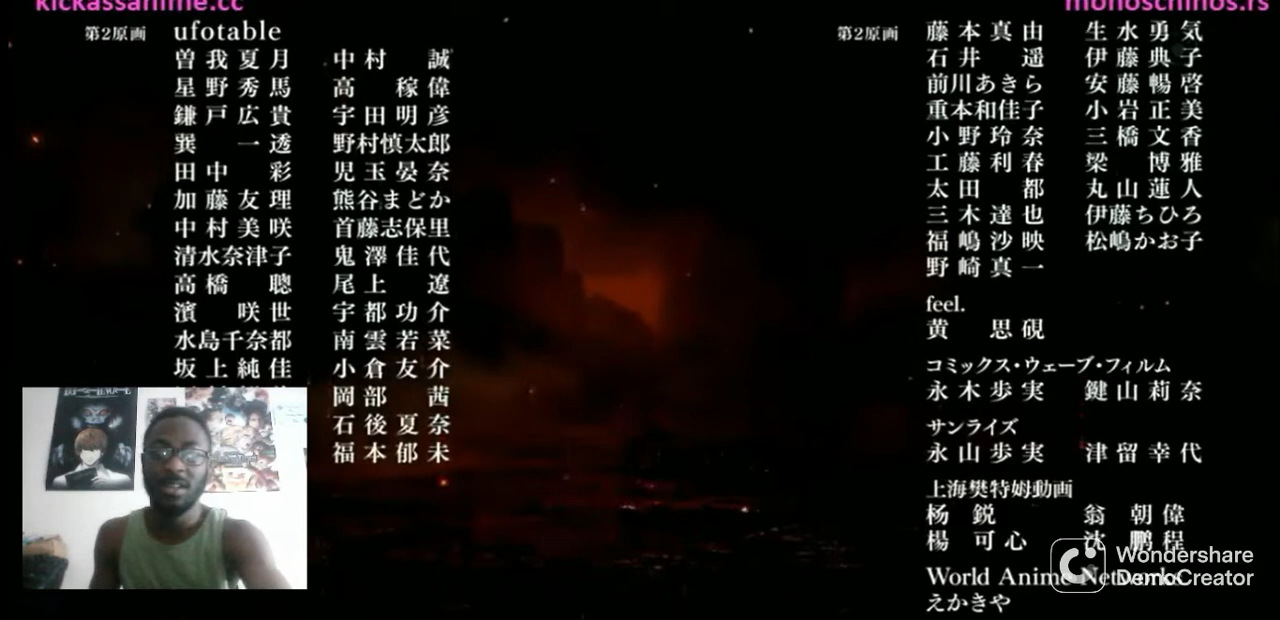 kickassanime.cc
monoschinos.rs
第2原画 ufotable
曽我夏月 中村 誠
星野秀馬 高 稼偉
鎌戸広貴 宇田明彦
巽 一透 野村慎太郎
田中 彩 児玉晏奈
加藤友理 熊谷まどか
中村美咲 首藤志保里
清水奈津子 鬼澤佳代
高橋 聰 尾上 遼
濱 咲世 宇都功介
水島千奈都 南雲若菜
坂上純佳 小倉友介
岡部 茜
石後夏奈
福本郁未
第2原画 藤本真由 生水勇気
石井 遥 伊藤典子
前川あきら 安藤暢啓
重本和佳子 小岩正美
小野玲奈 三橋文香
工藤利春 梁 博雅
太田 都 丸山蓮人
三木達也 伊藤ちひろ
福嶋沙映 松嶋かお子
野崎真一
feel.
黄 思硯
コミックス・ウェーブ・フィルム
永木歩実 鍵山莉奈
サンライズ
永山歩実 津留幸代
上海樊特姆動画
杨 鋭 翁 朝偉
楊 可心 沈 鹏程
World Anime Networks
えかきや
Wondershare
DemoCreator